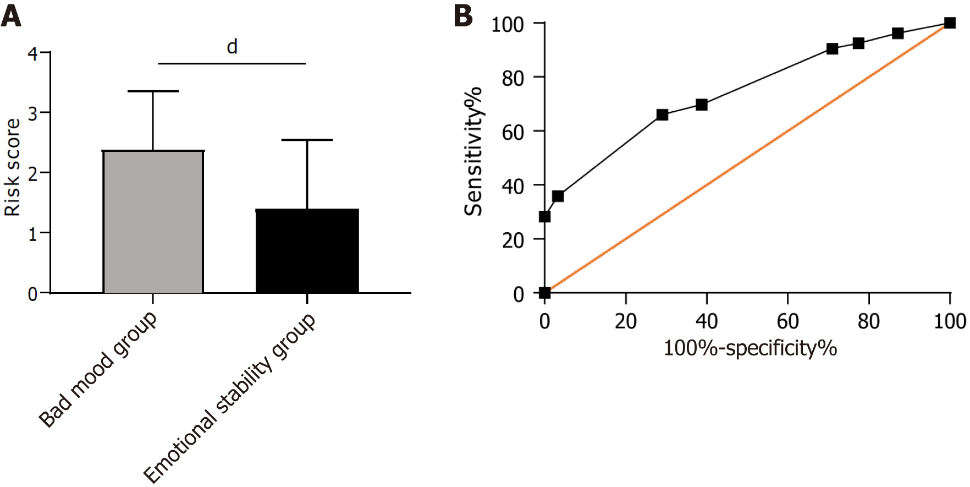 A
d
4
3
2
1
0
Risk score
Bad mood group
Emotional stability group
B
100
80
60
40
20
0
Sensitivity%
0 20 40 60 80 100
100%-specificity%